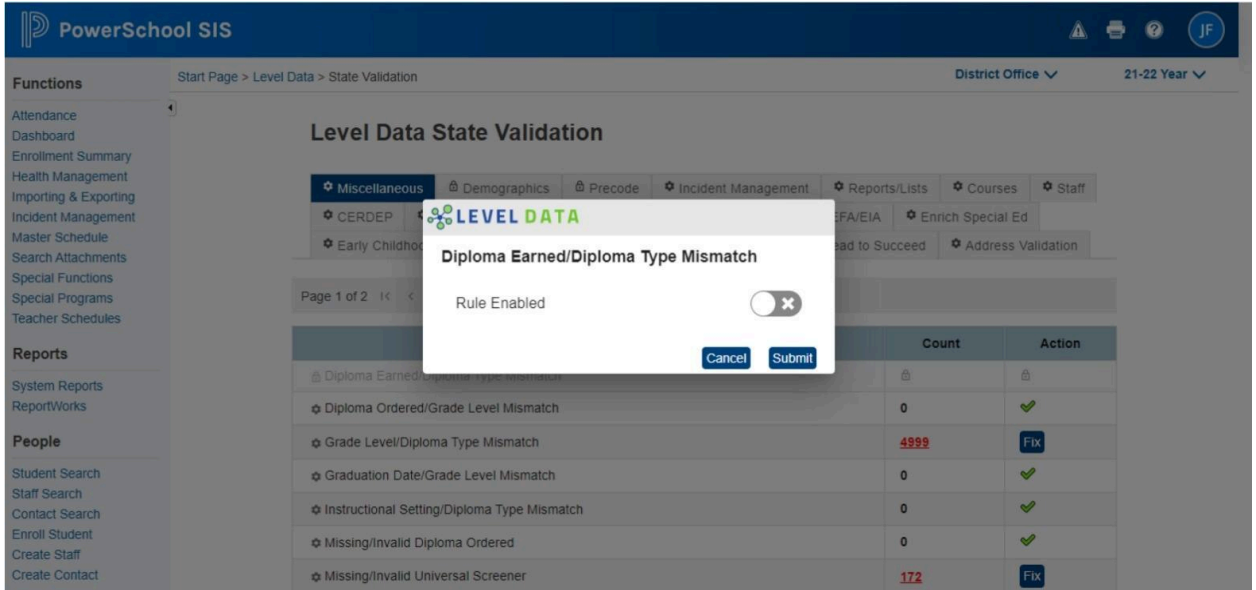 PowerSchool SIS
JF
Functions
Start Page > Level Data > State Validation
District Office
21-22 Year
Attendance
Dashboard
Enrollment Summary
Health Management
Importing & Exporting
Incident Management
Master Schedule
Search Attachments
Special Functions
Special Programs
Teacher Schedules
Reports
System Reports
ReportWorks
People
Student Search
Staff Search
Contact Search
Enroll Student
Create Staff
Create Contact
Level Data State Validation
Miscellaneous Demographics Precode Incident Management Reports/Lists Courses Staff
CERDEP EFA/EIA Enrich Special Ed
Early Succeed Address Validation
LEVEL DATA
Diploma Earned/Diploma Type Mismatch
Rule Enabled
Cancel Submit
Page 1 of 2
Count Action
Diploma Earned/Diploma Type Mismatch
Diploma Ordered/Grade Level Mismatch 0
Grade Level/Diploma Type Mismatch 4999 Fix
Graduation Date/Grade Level Mismatch 0
Instructional Setting/Diploma Type Mismatch 0
Missing/Invalid Diploma Ordered 0
Missing/Invalid Universal Screener 172 Fix